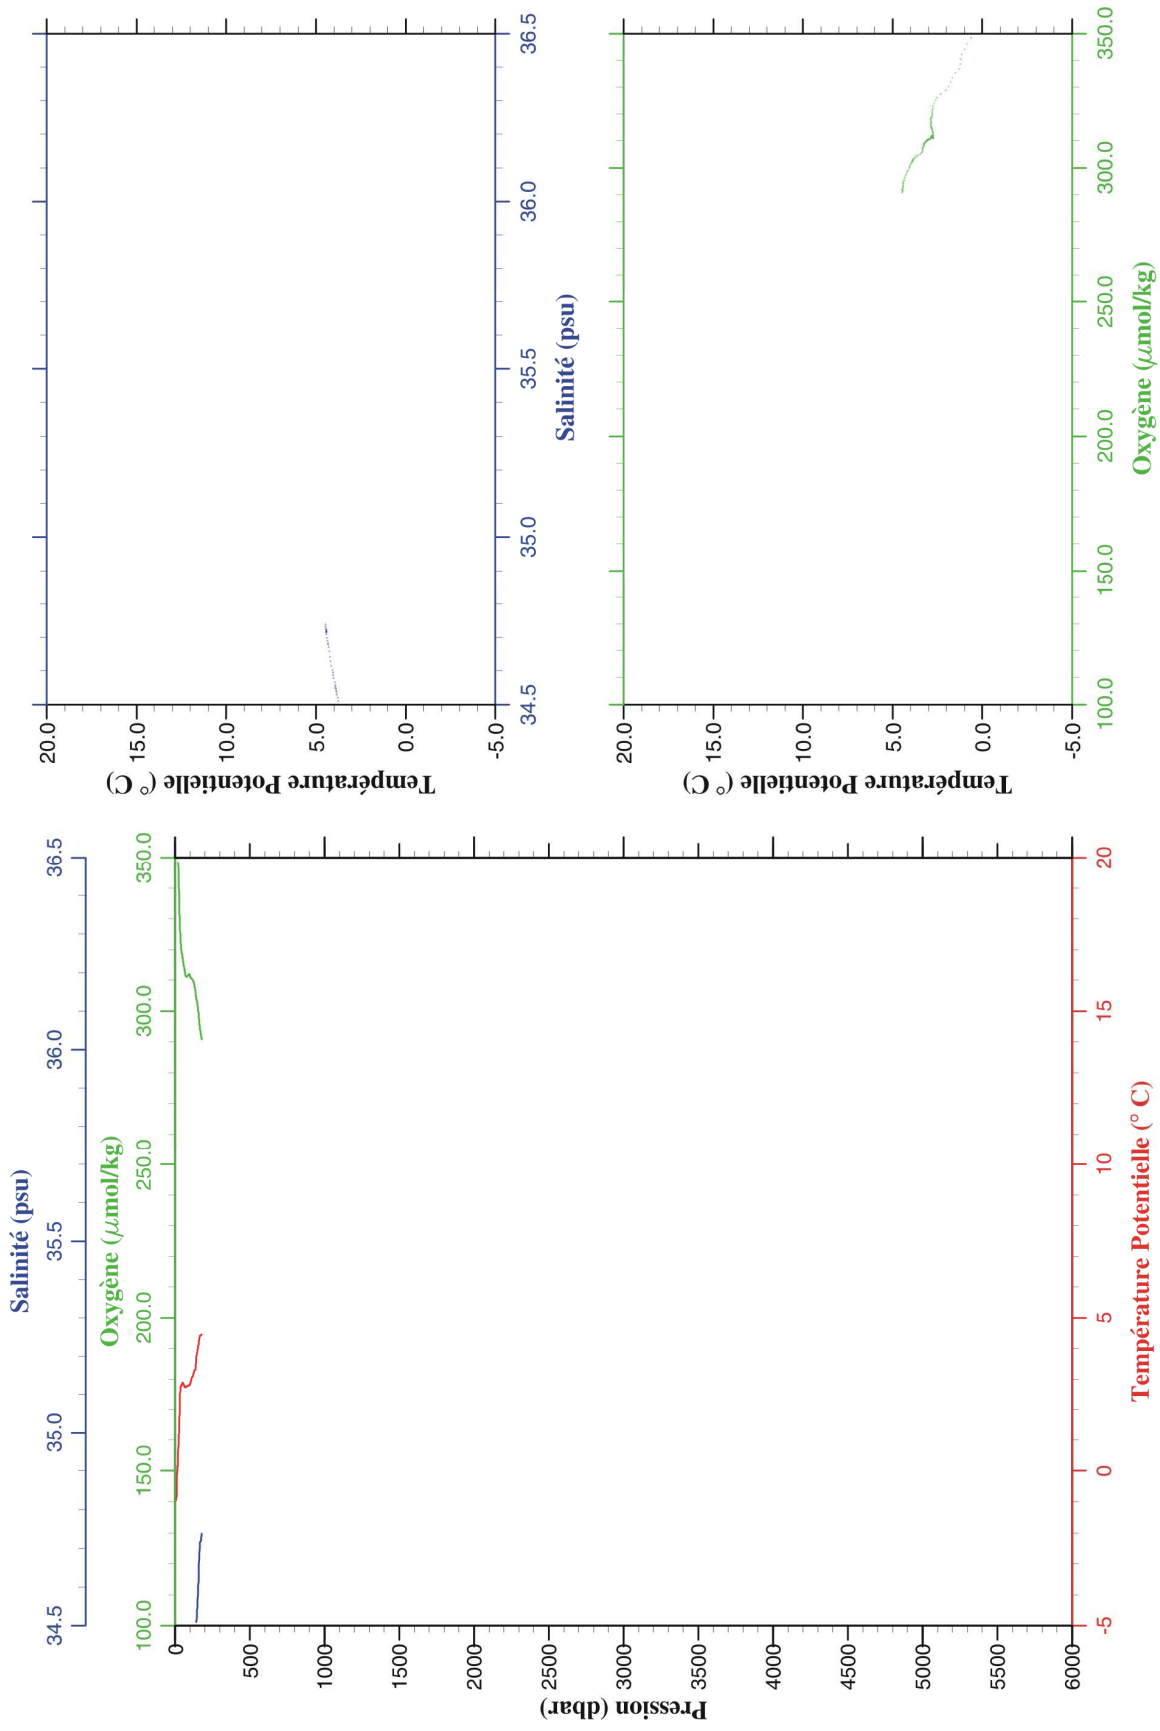 Salinité (psu)
34.5 35.0 35.5 36.0 36.5
Oxygène (μmol/kg)
100.0 150.0 200.0 250.0 300.0 350.0
0
500
1000
1500
2000
2500
3000
3500
4000
4500
5000
5500
6000
Pression (dbar)
-5 0 5 10 15 20
Température Potentielle (° C)
20.0
15.0
10.0
5.0
0.0
-5.0
Température Potentielle (° C)
34.5 35.0 35.5 36.0 36.5
Salinité (psu)
20.0
15.0
10.0
5.0
0.0
-5.0
Température Potentielle (° C)
100.0 150.0 200.0 250.0 300.0 350.0
Oxygène (μmol/kg)